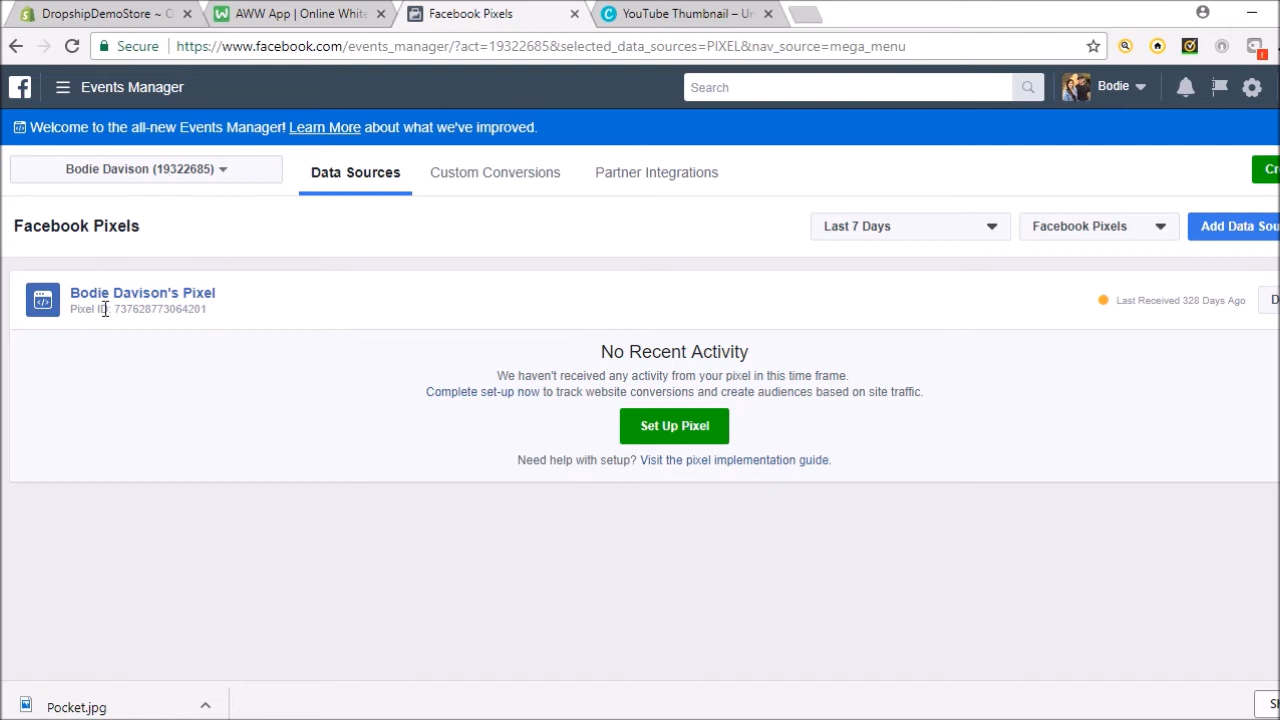 DropshipDemoStore ~ O
AWW App | Online White
Facebook Pixels
YouTube Thumbnail – Un
Secure
https://www.facebook.com/events_manager/?act=19322685&selected_data_sources=PIXEL&nav_source=mega_menu
Events Manager
Search
Bodie
Welcome to the all-new Events Manager! Learn More about what we've improved.
Bodie Davison (19322685)
Data Sources
Custom Conversions
Partner Integrations
Cr
Facebook Pixels
Last 7 Days
Facebook Pixels
Add Data Sou
Bodie Davison's Pixel
Pixel ID: 737628773064201
Last Received 328 Days Ago
D
No Recent Activity
We haven't received any activity from your pixel in this time frame.
Complete set-up now to track website conversions and create audiences based on site traffic.
Set Up Pixel
Need help with setup? Visit the pixel implementation guide.
Pocket.jpg